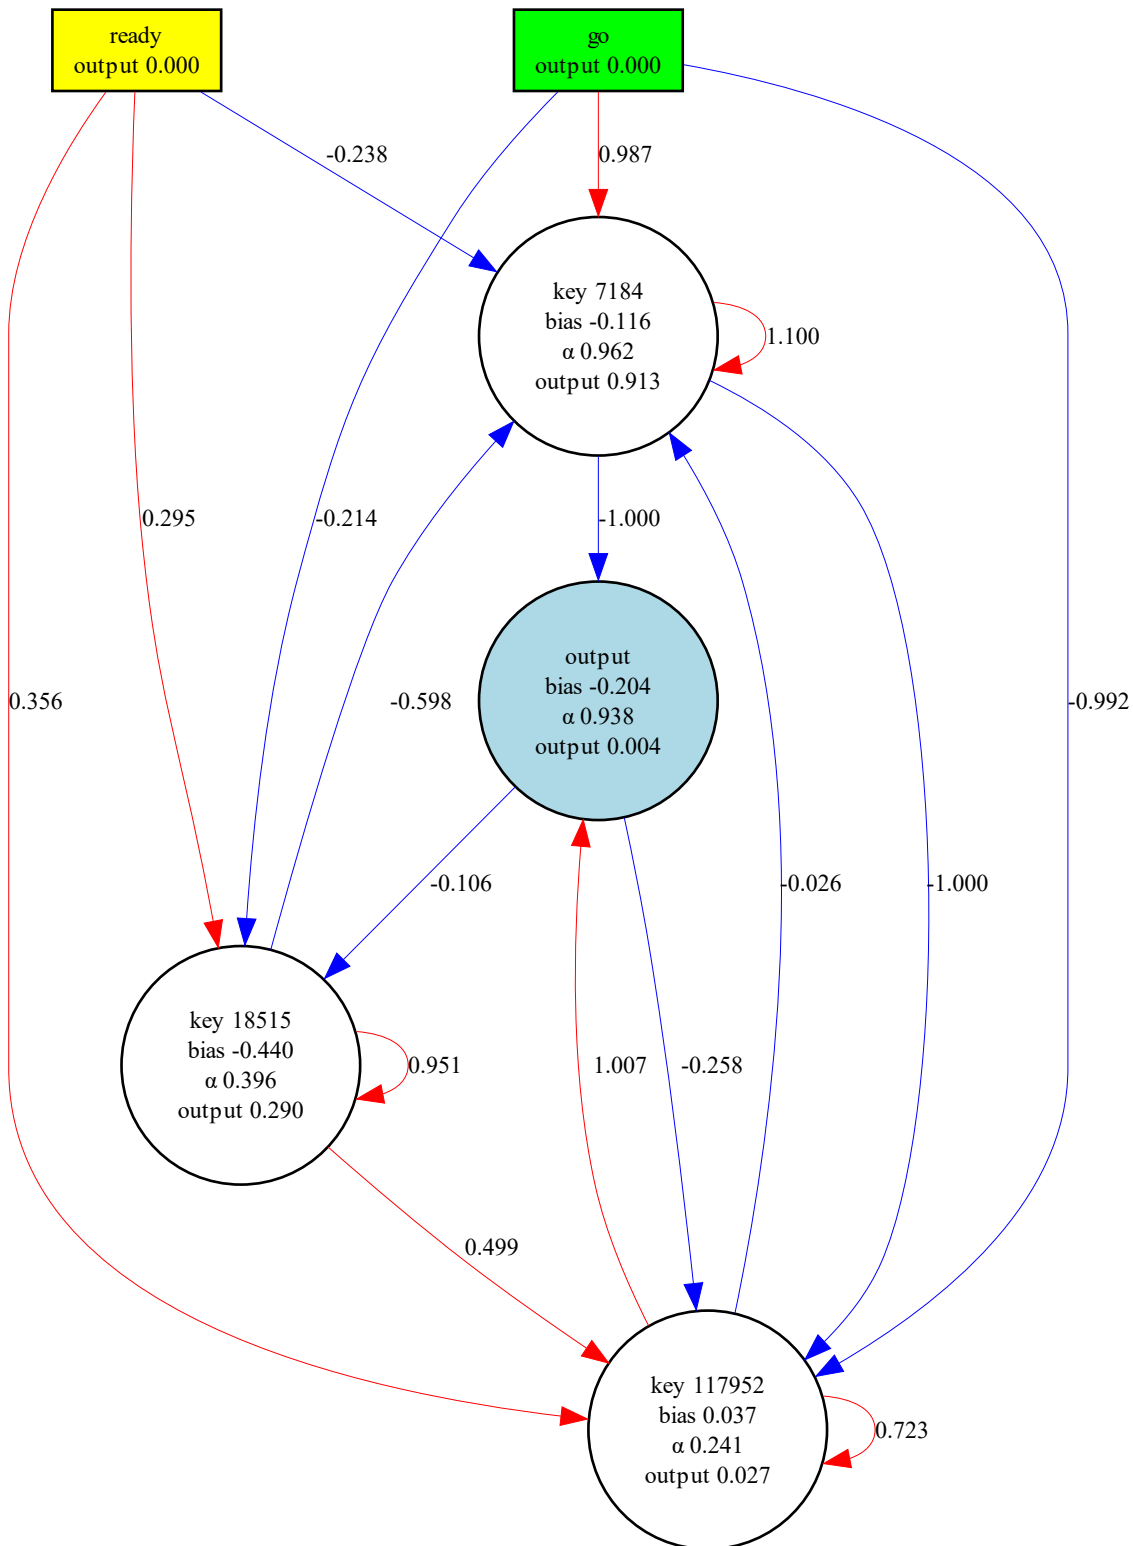 ready
output 0.000
go
output 0.000
-0.238
0.987
key 7184
bias -0.116
α 0.962
output 0.913
1.100
0.295
-0.214
-1.000
output
bias -0.204
α 0.938
output 0.004
0.356
-0.598
-0.992
-0.106
-0.026
-1.000
key 18515
bias -0.440
α 0.396
output 0.290
0.951
1.007
-0.258
0.499
key 117952
bias 0.037
α 0.241
output 0.027
0.723